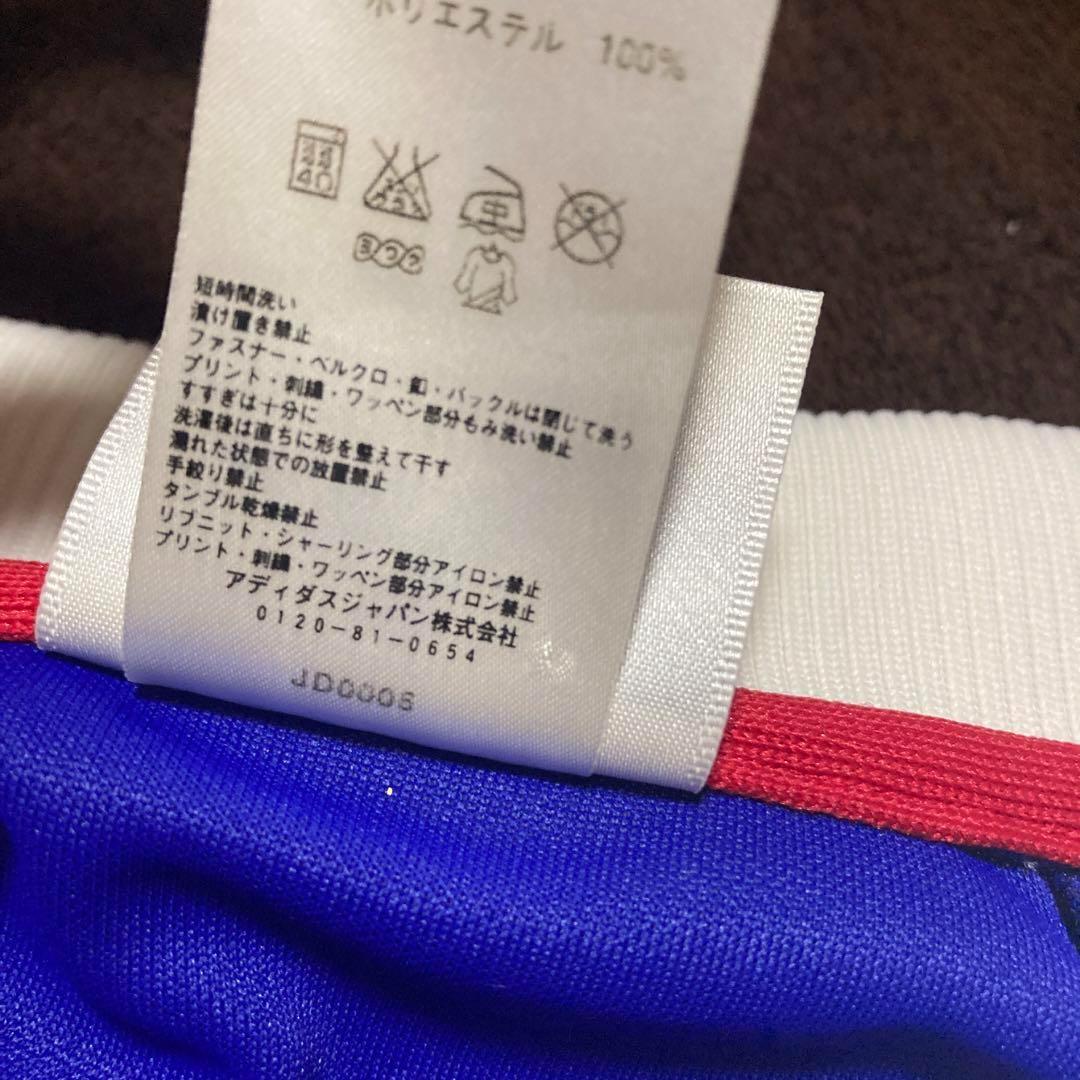 ポリエステル 100%
40
中
短時間洗い
漬け置き禁止
ファスナー・ベルクロ・釦・バックルは閉じて洗う
プリント・刺繍・ワッペン部分もみ洗い禁止
すすぎは十分に
洗濯後は直ちに形を整えて干す
濡れた状態での放置禁止
手絞り禁止
タンブル乾燥禁止
リブニット・シャーリング部分アイロン禁止
プリント・刺繍・ワッペン部分アイロン禁止
アディダスジャパン株式会社
0120-81-0654
JD0005